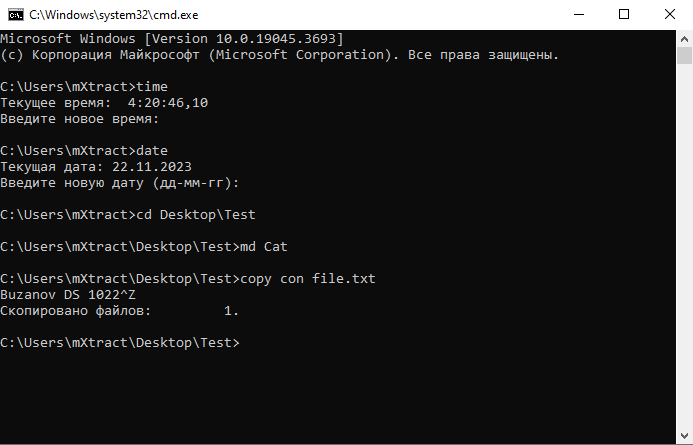 C:\Windows\system32\cmd.exe
Microsoft Windows [Version 10.0.19045.3693]
(c) Корпорация Майкрософт (Microsoft Corporation). Все права защищены.
C:\Users\mXtract>time
Текущее время:  4:20:46,10
Введите новое время:
C:\Users\mXtract>date
Текущая дата: 22.11.2023
Введите новую дату (дд-мм-гг):
C:\Users\mXtract>cd Desktop\Test
C:\Users\mXtract\Desktop\Test>md Cat
C:\Users\mXtract\Desktop\Test>copy con file.txt
Buzanov DS 1022^Z
Скопировано файлов:         1.
C:\Users\mXtract\Desktop\Test>